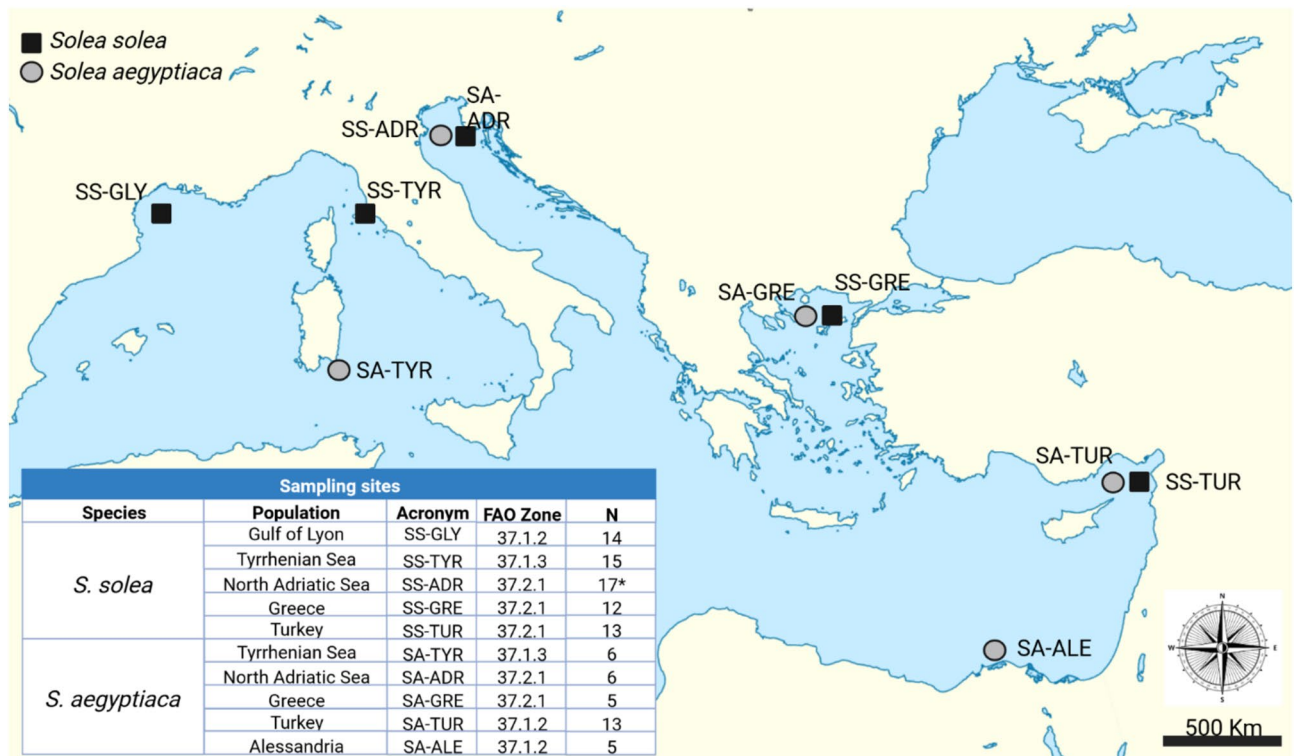 Solea solea
Solea aegyptiaca
SA-
ADR
SS-ADR
SS-GLY
SS-TYR
SA-GRE
SS-GRE
SA-TYR
SA-TUR
SS-TUR
SA-ALE
Sampling sites
Species Population Acronym FAO Zone N
S. solea
Gulf of Lyon SS-GLY 37.1.2 14
Tyrrhenian Sea SS-TYR 37.1.3 15
North Adriatic Sea SS-ADR 37.2.1 17*
Greece SS-GRE 37.2.1 12
Turkey SS-TUR 37.2.1 13
S. aegyptiaca
Tyrrhenian Sea SA-TYR 37.1.3 6
North Adriatic Sea SA-ADR 37.2.1 6
Greece SA-GRE 37.2.1 5
Turkey SA-TUR 37.1.2 13
Alessandria SA-ALE 37.1.2 5
N
W E
S
500 Km